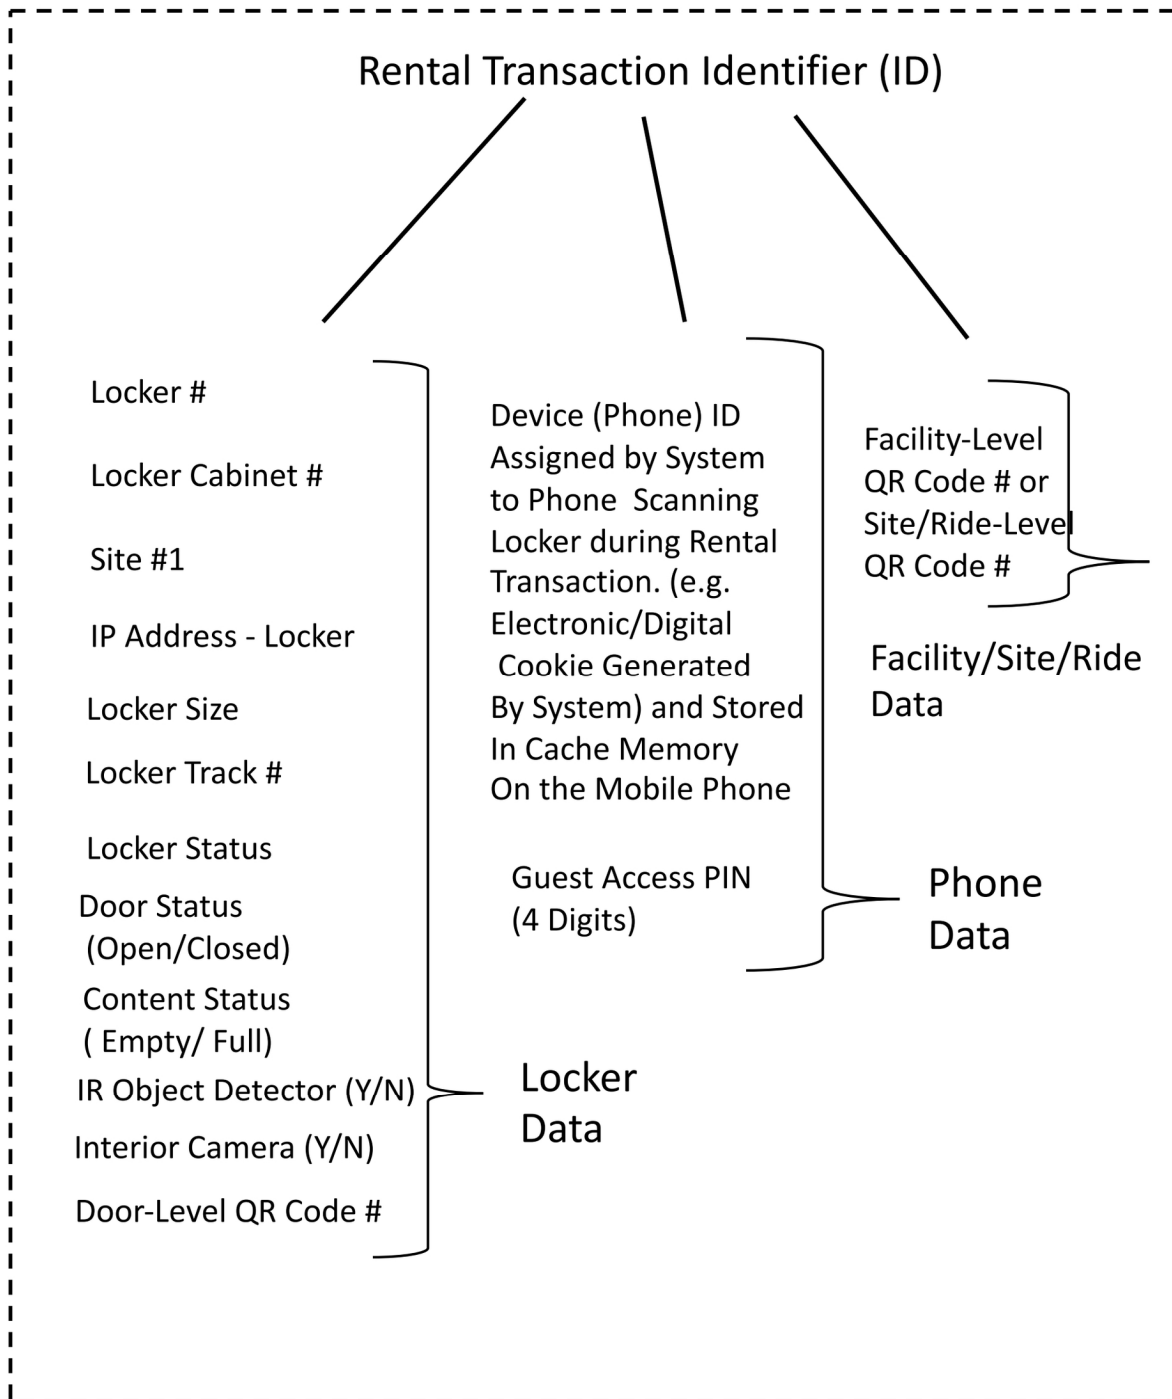 Rental Transaction Identifier (ID)
Locker #
Locker Cabinet #
Site #1
IP Address - Locker
Locker Size
Locker Track #
Locker Status
Door Status
(Open/Closed)
Content Status
( Empty/ Full)
IR Object Detector (Y/N)
Interior Camera (Y/N)
Door-Level QR Code #
Locker
Data
Device (Phone) ID
Assigned by System
to Phone  Scanning
Locker during Rental
Transaction. (e.g.
Electronic/Digital
Cookie Generated
By System) and Stored
In Cache Memory
On the Mobile Phone
Guest Access PIN
(4 Digits)
Phone
Data
Facility-Level
QR Code # or
Site/Ride-Level
QR Code #
Facility/Site/Ride
Data